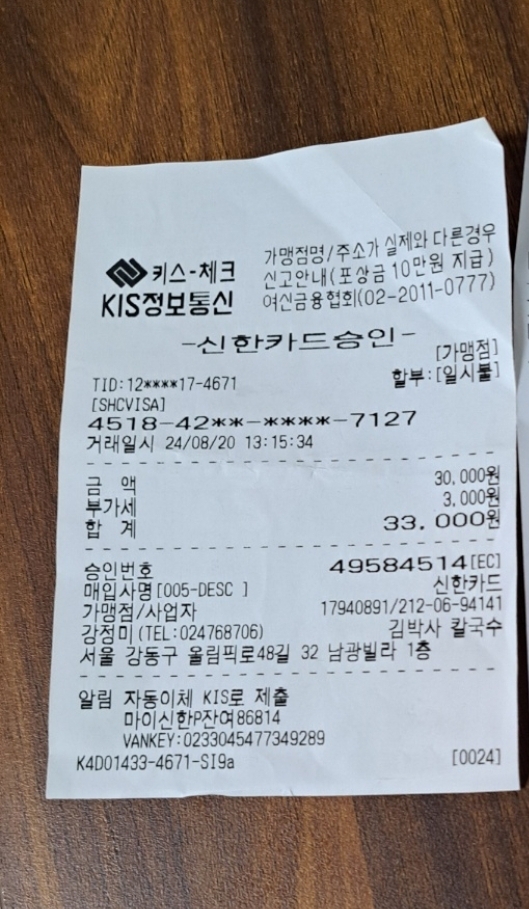 키스-체크
KIS정보통신
가맹점명/주소가 실제와 다른경우
신고안내(포상금 10만원 지급)
여신금융협회(02-2011-0777)
-신한카드승인-
[가맹점]
TID:12****17-4671
할부:[일시불]
[SHCVISA]
4518-42**-****-7127
거래일시 24/08/20 13:15:34
금 액 30,000원
부가세 3,000원
합 계 33,000원
승인번호 49584514[EC]
매입사명[005-DESC ] 신한카드
가맹점/사업자 17940891/212-06-94141
강정미(TEL:024768706) 김박사 칼국수
서울 강동구 올림픽로48길 32 남광빌라 1층
알림 자동이체 KIS로 제출
마이신한P잔여86814
VANKEY:0233045477349289
K4D01433-4671-SI9a [0024]